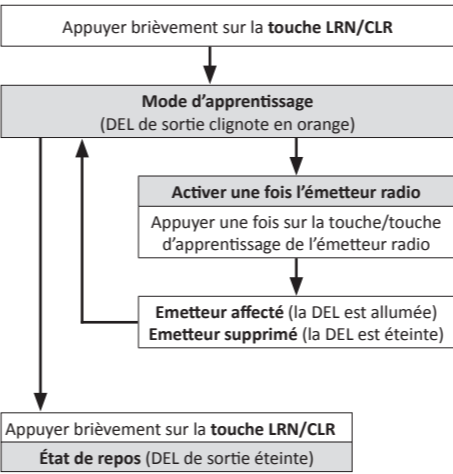 Appuyer brièvement sur la touche LRN/CLR
Mode d'apprentissage
(DEL de sortie clignote en orange)
Activer une fois l'émetteur radio
Appuyer une fois sur la touche/touche
d'apprentissage de l'émetteur radio
Emetteur affecté (la DEL est allumée)
Emetteur supprimé (la DEL est éteinte)
Appuyer brièvement sur la touche LRN/CLR
État de repos (DEL de sortie éteinte)